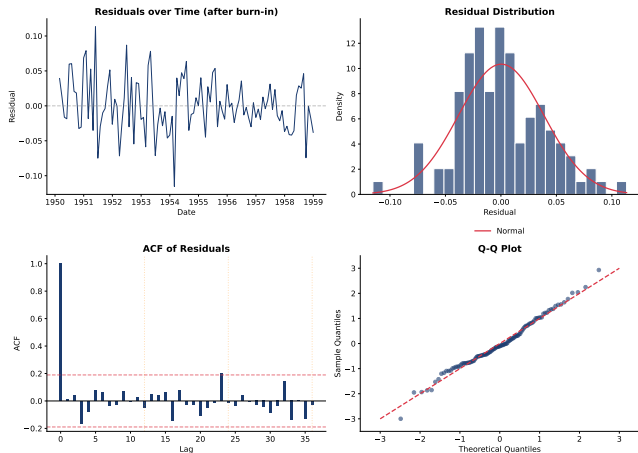 Residuals over Time (after burn-in)
0.10
0.05
0.00
−0.05
−0.10
Residual
1950 1951 1952 1953 1954 1955 1956 1957 1958 1959
Date
Residual Distribution
12
10
8
6
4
2
0
Density
−0.10 −0.05 0.00 0.05 0.10
Residual
Normal
ACF of Residuals
1.0
0.8
0.6
0.4
0.2
0.0
−0.2
ACF
0 5 10 15 20 25 30 35
Lag
Q-Q Plot
3
2
1
0
−1
−2
−3
Sample Quantiles
−3 −2 −1 0 1 2 3
Theoretical Quantiles